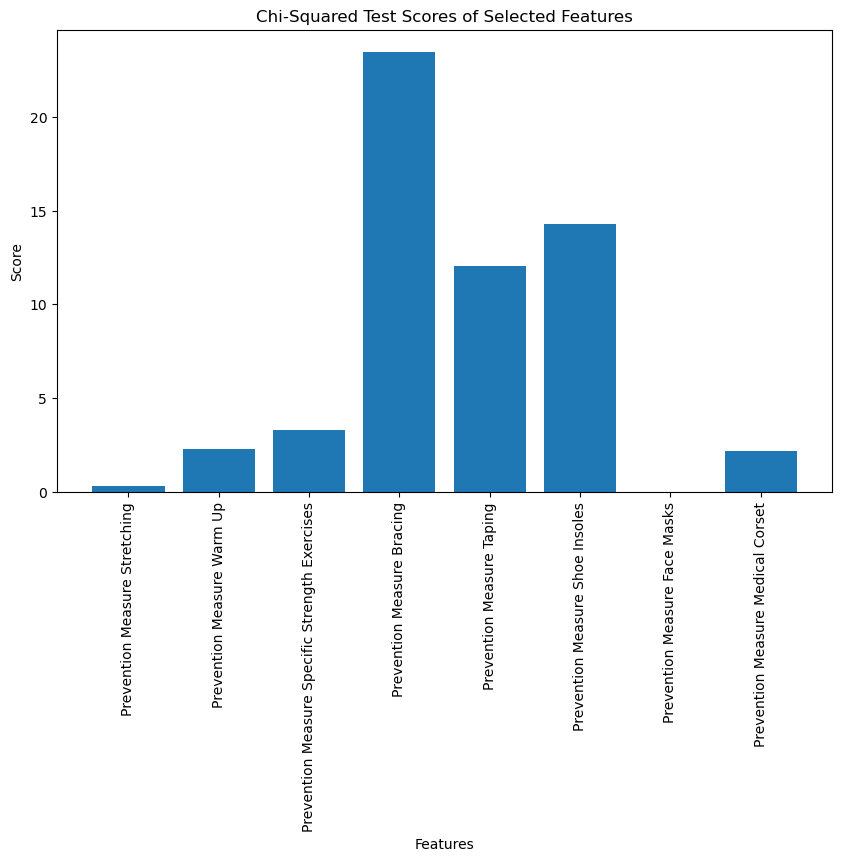 Chi-Squared Test Scores of Selected Features
Score
20
15
10
5
0
Prevention Measure Stretching
Prevention Measure Warm Up
Prevention Measure Specific Strength Exercises
Prevention Measure Bracing
Prevention Measure Taping
Prevention Measure Shoe Insoles
Prevention Measure Face Masks
Prevention Measure Medical Corset
Features